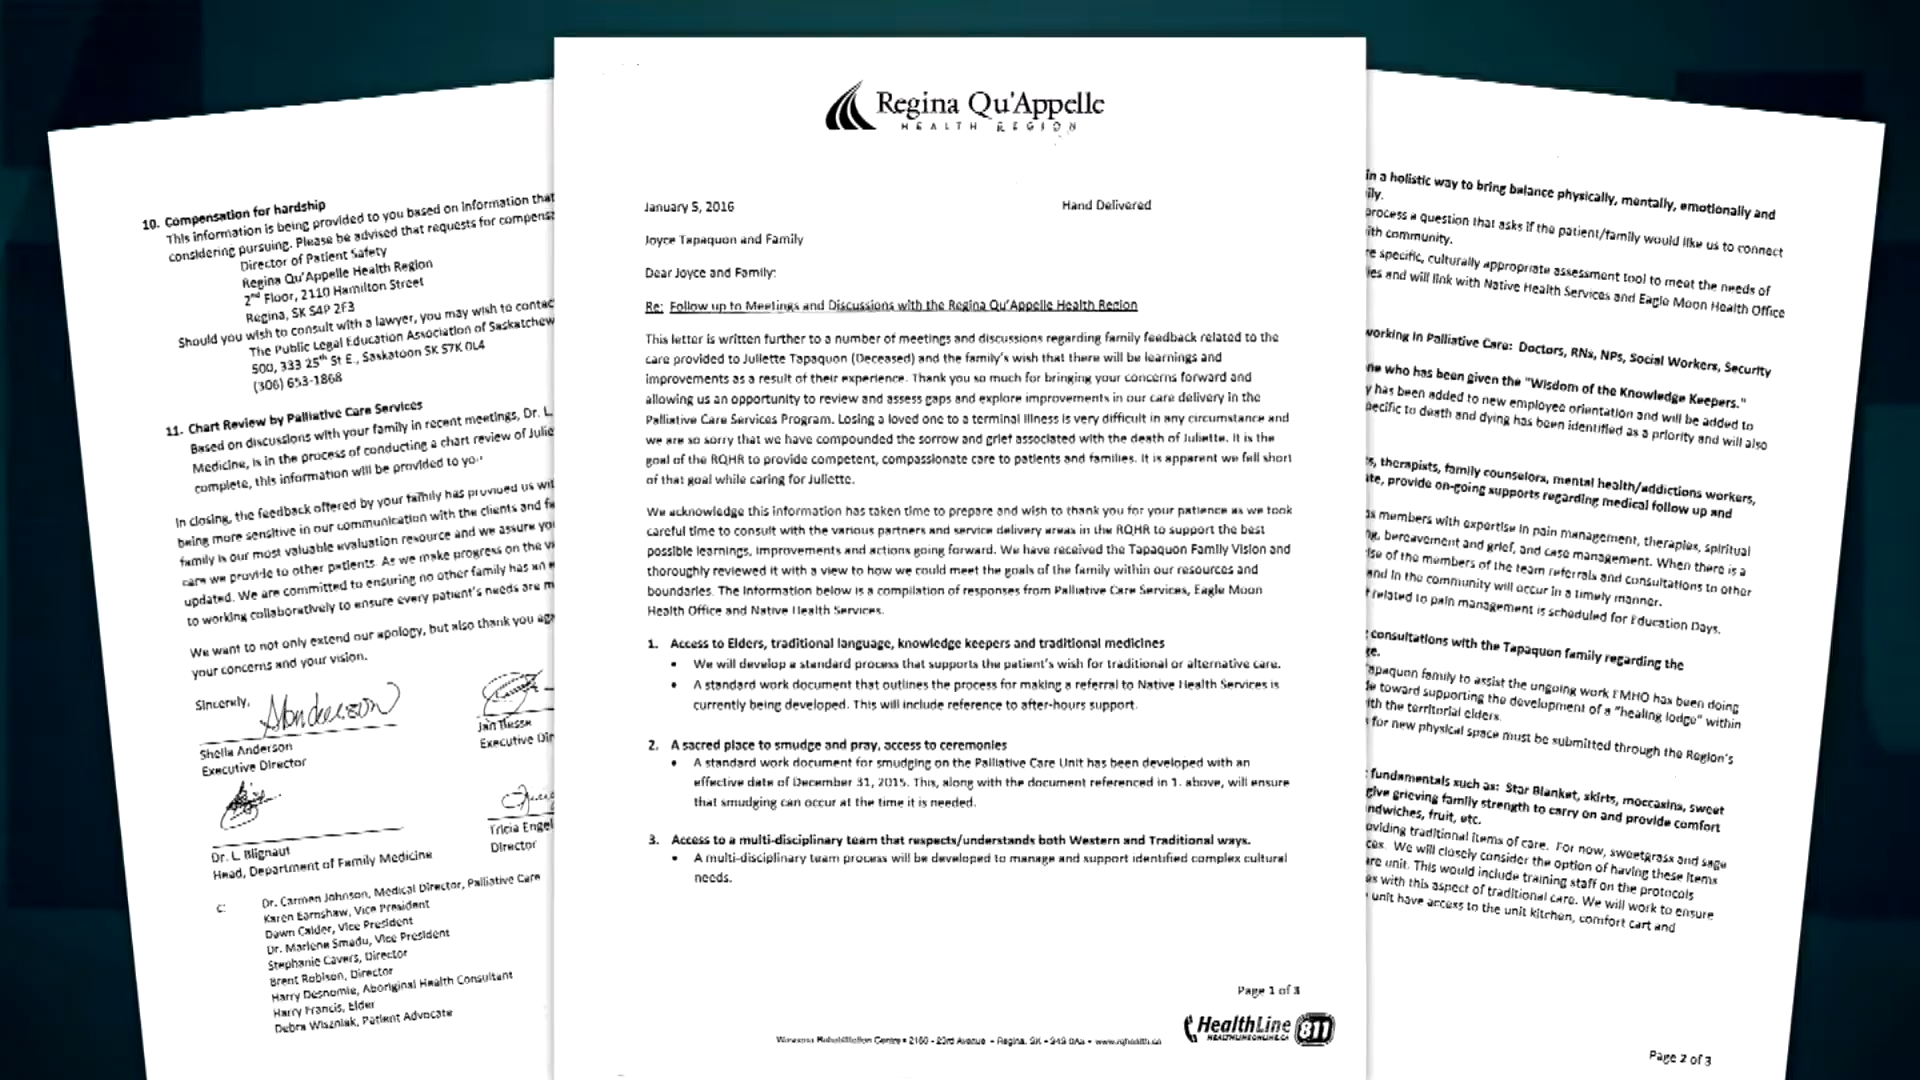 Regina Qu'Appelle
HEALTH REGION
January 5, 2016
Hand Delivered
Joyce Tapaquon and Family
Dear Joyce and Family:
Re: Follow up to Meetings and Discussions with the Regina Qu'Appelle Health Region
This letter is written further to a number of meetings and discussions regarding family feedback related to the
care provided to Juliette Tapaquon (Deceased) and the family's wish that there will be learnings and
improvements as a result of their experience. Thank you so much for bringing your concerns forward and
allowing us an opportunity to review and assess gaps and explore improvements in our care delivery in the
Palliative Care Services Program. Losing a loved one to a terminal illness is very difficult in any circumstance and
we are so sorry that we have compounded the sorrow and grief associated with the death of Juliette. It is the
goal of the RQHR to provide competent, compassionate care to patients and families. It is apparent we fell short
of that goal while caring for Juliette.
We acknowledge this information has taken time to prepare and wish to thank you for your patience as we took
careful time to consult with the various partners and service delivery areas in the RQHR to support the best
possible learnings, improvements and actions going forward. We have received the Tapaquon Family Vision and
thoroughly reviewed it with a view to how we could meet the goals of the family within our resources and
boundaries. The information below is a compilation of responses from Palliative Care Services, Eagle Moon
Health Office and Native Health Services.
1. Access to Elders, traditional language, knowledge keepers and traditional medicines
• We will develop a standard process that supports the patient's wish for traditional or alternative care.
• A standard work document that outlines the process for making a referral to Native Health Services is
currently being developed. This will include reference to after-hours support.
2. A sacred place to smudge and pray, access to ceremonies
• A standard work document for smudging on the Palliative Care Unit has been developed with an
effective date of December 31, 2015. This, along with the document referenced in 1. above, will ensure
that smudging can occur at the time it is needed.
3. Access to a multi-disciplinary team that respects/understands both Western and Traditional ways.
• A multi-disciplinary team process will be developed to manage and support identified complex cultural
needs.
Page 1 of 3
HealthLine 811
HEALTHLINEONLINE.CA
Rehabilitation Centre • 2180 - 23rd Avenue • Regina, SK • • www.rqhealth.ca
10. Compensation for hardship
This information is being provided to you based on information that
considering pursuing. Please be advised that requests for compens
Director of Patient Safety
Regina Qu'Appelle Health Region
2nd Floor, 2110 Hamilton Street
Regina, SK S4P 2F3
Should you wish to consult with a lawyer, you may wish to contac
The Public Legal Education Association of Saskatchew
500, 333 25th St E., Saskatoon SK S7K 0L4
(306) 653-1868
11. Chart Review by Palliative Care Services
Based on discussions with your family in recent meetings, Dr. L.
Medicine, is in the process of conducting a chart review of Julie
complete, this information will be provided to yo
In closing, the feedback offered by your family has provided us wit
being more sensitive in our communication with the clients and fa
family is our most valuable evaluation resource and we assure yo
care we provide to other patients. As we make progress on the v
updated. We are committed to ensuring no other family has an e
to working collaboratively to ensure every patient's needs are m
We want to not only extend our apology, but also thank you aga
your concerns and your vision.
Sincerely,
Sheila Anderson
Executive Director
Jan Besse
Executive Dir
Dr. L. Blignaut
Head, Department of Family Medicine
Tricia Engel
Director
c: Dr. Carmen Johnson, Medical Director, Palliative Care
Karen Earnshaw, Vice President
Dawn Calder, Vice President
Dr. Marlene Smadu, Vice President
Stephanie Cavers, Director
Brent Robison, Director
Harry Desnomie, Aboriginal Health Consultant
Harry Francis, Elder
Debra Wiszniak, Patient Advocate
in a holistic way to bring balance physically, mentally, emotionally and
ily.
process a question that asks if the patient/family would like us to connect
ith community.
re specific, culturally appropriate assessment tool to meet the needs of
ies and will link with Native Health Services and Eagle Moon Health Office
working in Palliative Care: Doctors, RNs, NPs, Social Workers, Security
ne who has been given the "Wisdom of the Knowledge Keepers."
y has been added to new employee orientation and will be added to
pecific to death and dying has been identified as a priority and will also
s, therapists, family counselors, mental health/addictions workers,
ate, provide on-going supports regarding medical follow up and
as members with expertise in pain management, therapies, spiritual
ng, bereavement and grief, and case management. When there is a
ise of the members of the team referrals and consultations to other
and in the community will occur in a timely manner.
t related to pain management is scheduled for Education Days.
consultations with the Tapaquon family regarding the
ge.
Tapaquon family to assist the ongoing work EMHO has been doing
le toward supporting the development of a "healing lodge" within
ith the territorial elders.
s for new physical space must be submitted through the Region's
fundamentals such as: Star Blanket, skirts, moccasins, sweet
give grieving family strength to carry on and provide comfort
ndwiches, fruit, etc.
oviding traditional items of care. For now, sweetgrass and sage
ces. We will closely consider the option of having these items
are unit. This would include training staff on the protocols
as with this aspect of traditional care. We will work to ensure
unit have access to the unit kitchen, comfort cart and
Page 2 of 3